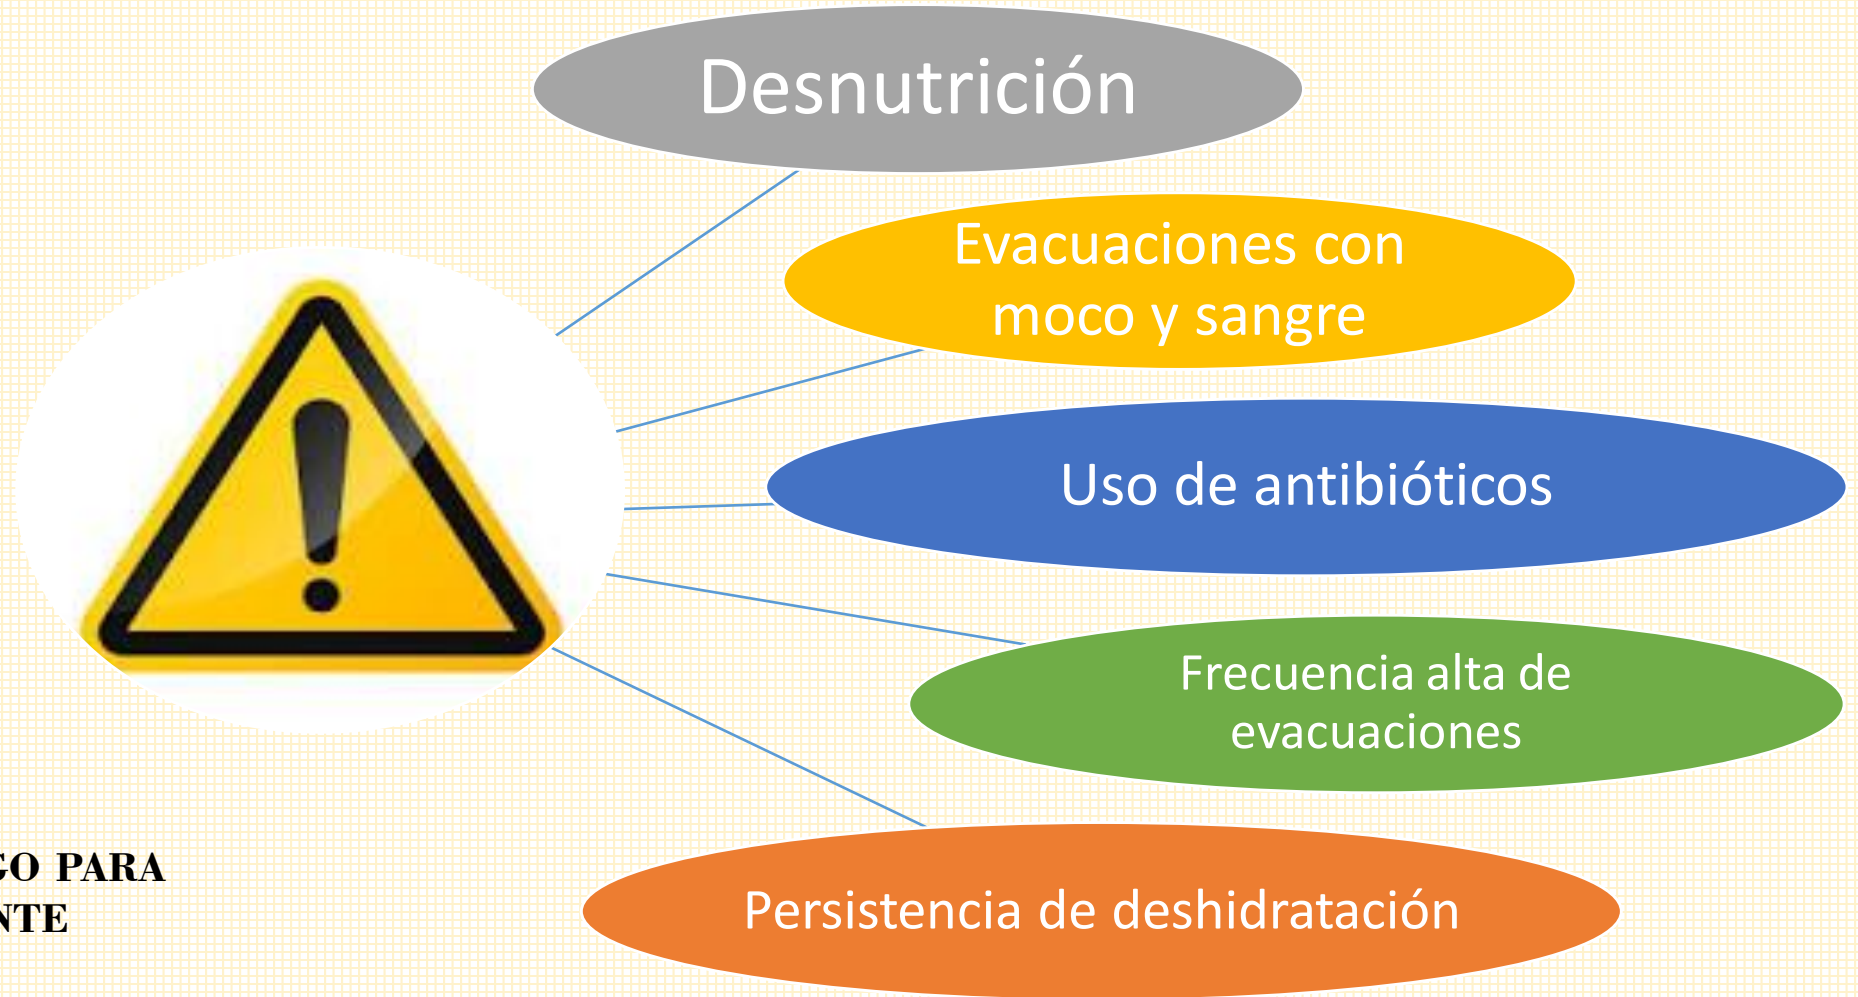 Desnutrición
Evacuaciones con
moco y sangre
Uso de antibióticos
Frecuencia alta de
evacuaciones
Persistencia de deshidratación
GO PARA
NTE